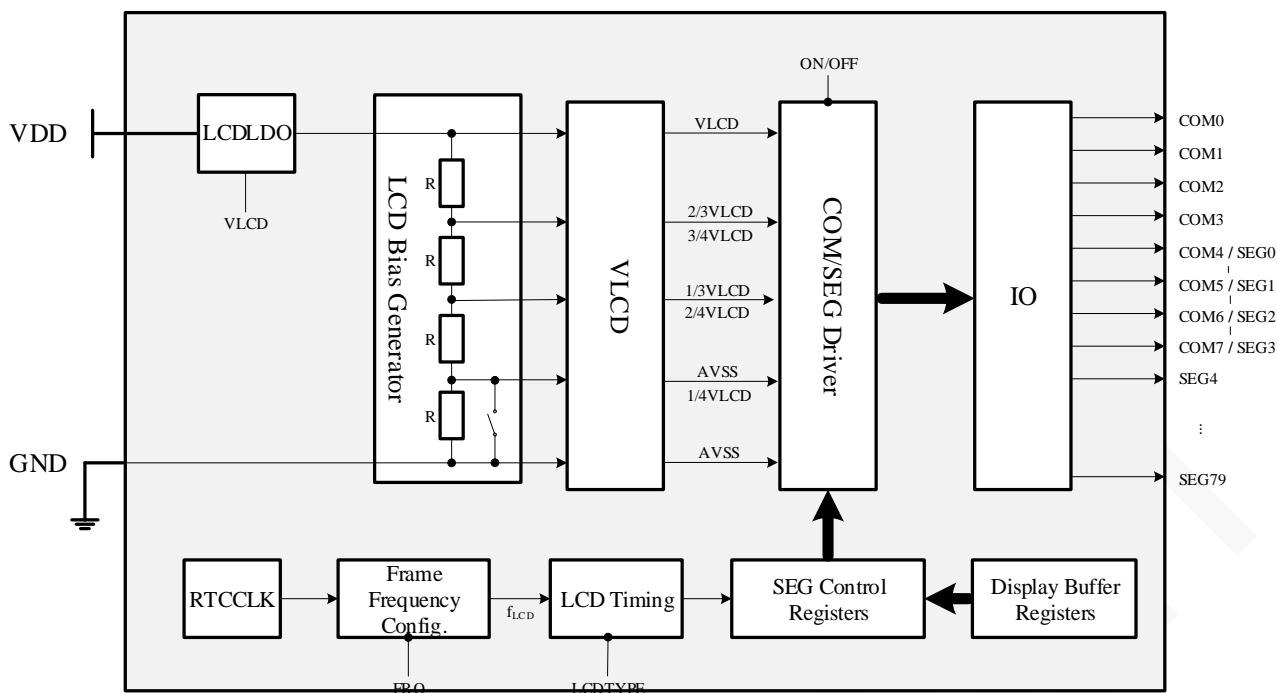 ON/OFF
VDD
LCDLDO
VLCD
LCD Bias Generator
R
R
R
R
VLCD
VLCD
2/3VLCD
3/4VLCD
1/3VLCD
2/4VLCD
AVSS
1/4VLCD
AVSS
COM/SEG Driver
IO
COM0
COM1
COM2
COM3
COM4 / SEG0
COM5 / SEG1
COM6 / SEG2
COM7 / SEG3
SEG4
...
SEG79
GND
RTCCLK
Frame
Frequency
Config.
fLCD
LCD Timing
SEG Control
Registers
Display Buffer
Registers
FRQ
LCDTYPE